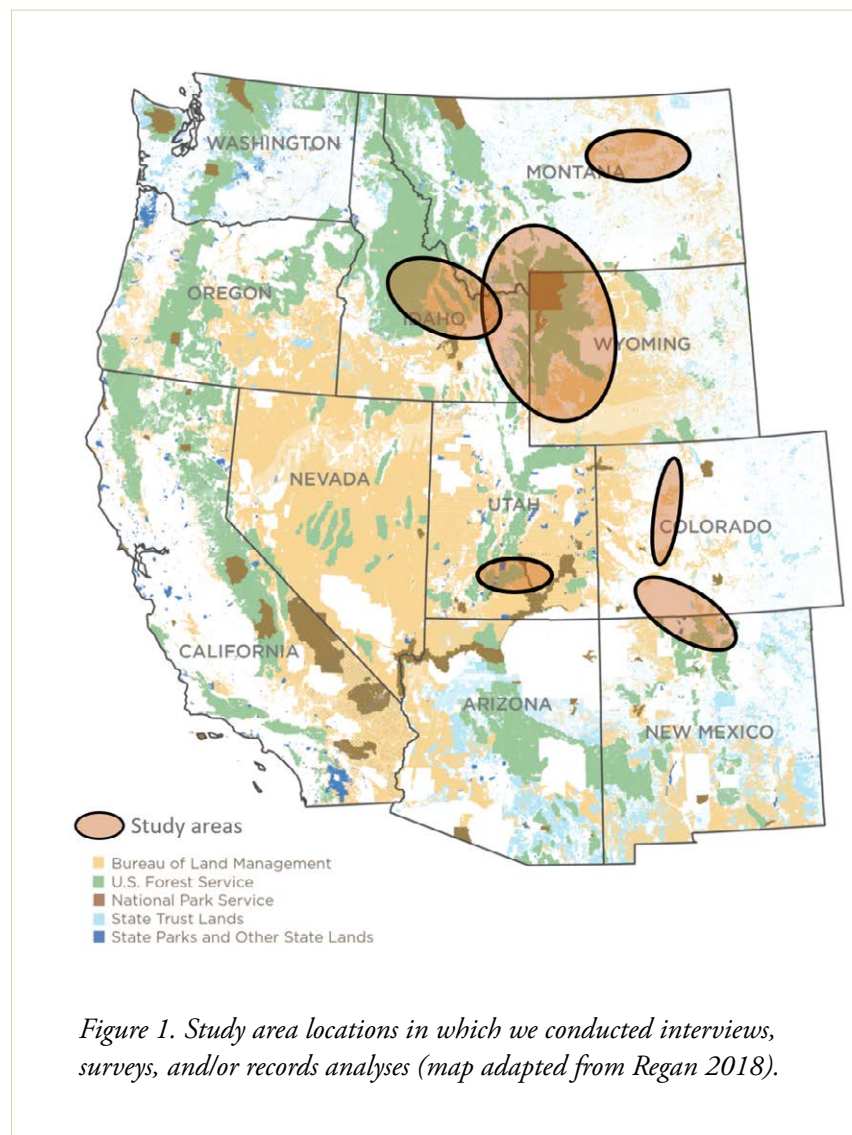 WASHINGTON
MONTANA
OREGON
IDAHO
WYOMING
NEVADA
UTAH
COLORADO
CALIFORNIA
ARIZONA
NEW MEXICO
Study areas
Bureau of Land Management
U.S. Forest Service
National Park Service
State Trust Lands
State Parks and Other State Lands
Figure 1. Study area locations in which we conducted interviews,
surveys, and/or records analyses (map adapted from Regan 2018).